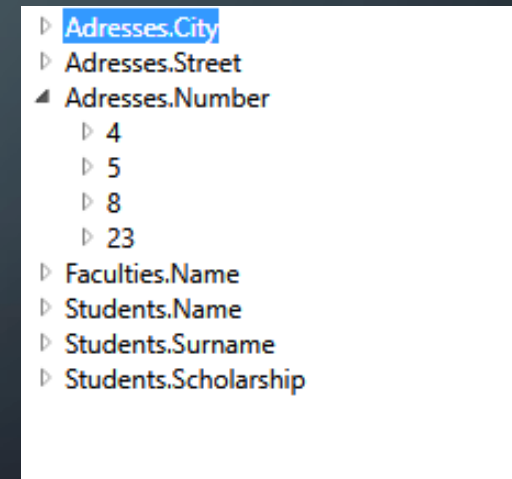 Adresses.City
Adresses.Street
Adresses.Number
4
5
8
23
Faculties.Name
Students.Name
Students.Surname
Students.Scholarship